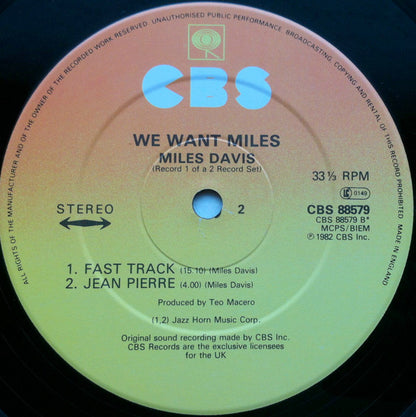 ALL RIGHTS OF THE MANUFACTURER AND OF THE OWNER OF THE RECORDED WORK RESERVED. UNAUTHORISED PUBLIC PERFORMANCE, BROADCASTING, COPYING AND RENTAL OF THIS RECORD PROHIBITED. MADE IN ENGLAND
CBS
WE WANT MILES
MILES DAVIS
(Record 1 of a 2 Record Set)
33⅓ RPM
LC 0149
STEREO
2
CBS 88579
CBS 88579 B*
MCPS/BIEM
℗ 1982 CBS Inc.
1. FAST TRACK (15.10) (Miles Davis)
2. JEAN PIERRE (4.00) (Miles Davis)
Produced by Teo Macero
(1,2) Jazz Horn Music Corp.
Original sound recording made by CBS Inc.
CBS Records are the exclusive licensees
for the UK